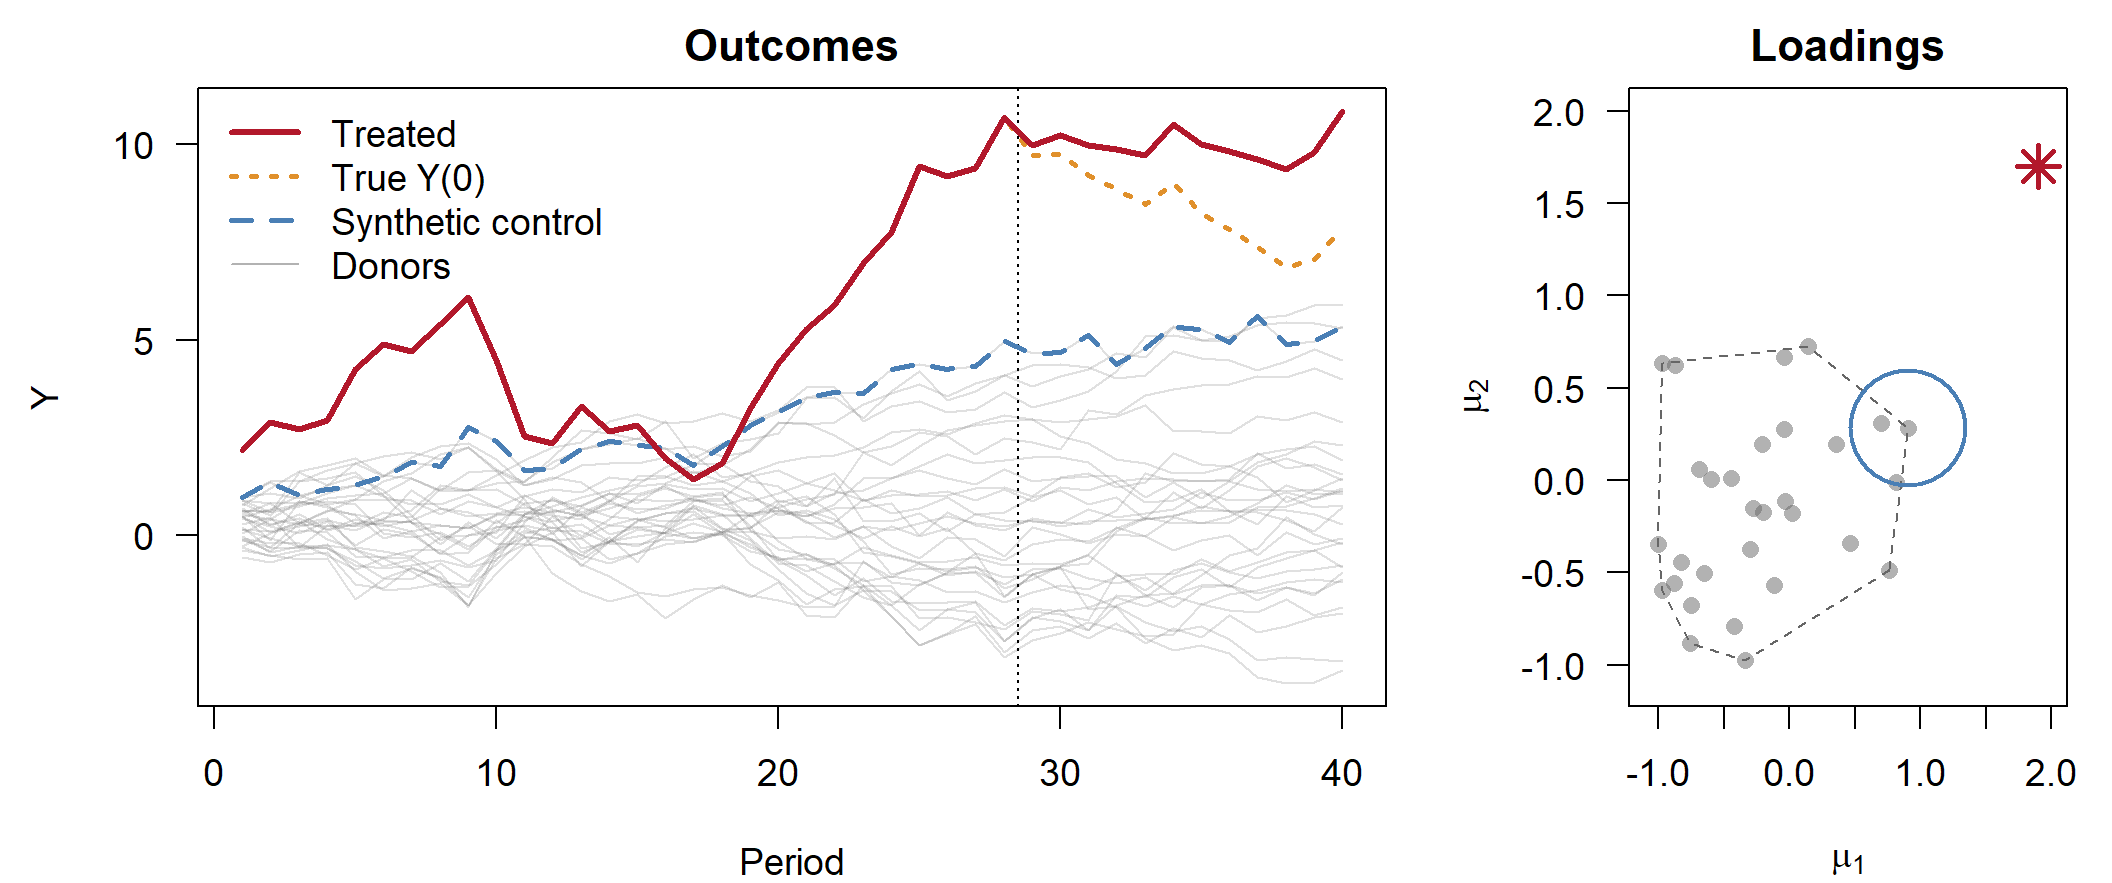 Outcomes
Treated
True Y(0)
Synthetic control
Donors
10
5
0
Y
0 10 20 30 40
Period
Loadings
2.0
1.5
1.0
0.5
0.0
-0.5
-1.0
μ2
-1.0 0.0 1.0 2.0
μ1